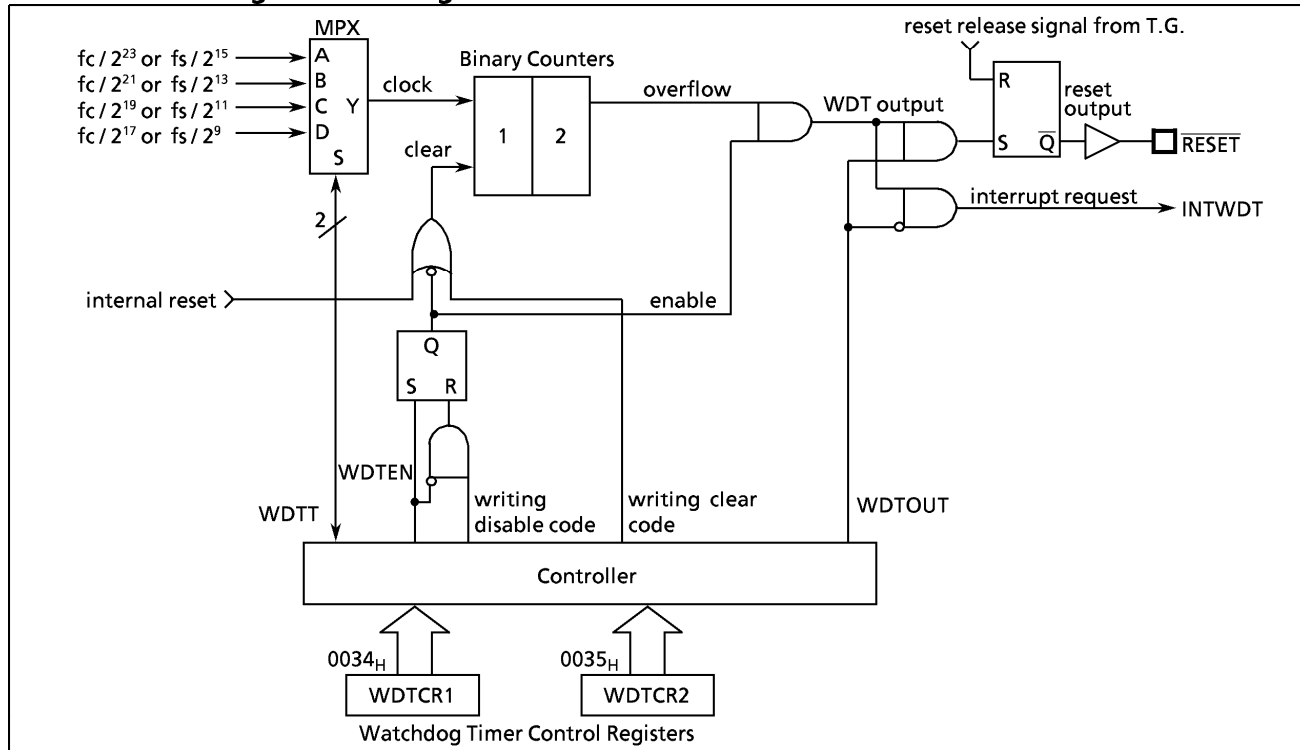 MPX
reset release signal from T.G.
fc / 2²³ or fs / 2¹⁵
A
fc / 2²¹ or fs / 2¹³
B
fc / 2¹⁹ or fs / 2¹¹
C
Y
fc / 2¹⁷ or fs / 2⁹
D
S
clock
Binary Counters
1
2
clear
overflow
WDT output
R
S
Q̅
reset
output
R̅E̅S̅E̅T̅
interrupt request
INTWDT
2
internal reset
enable
Q
S R
WDTEN
WDTT
writing
disable code
writing clear
code
WDTOUT
Controller
0034H
0035H
WDTCR1
WDTCR2
Watchdog Timer Control Registers